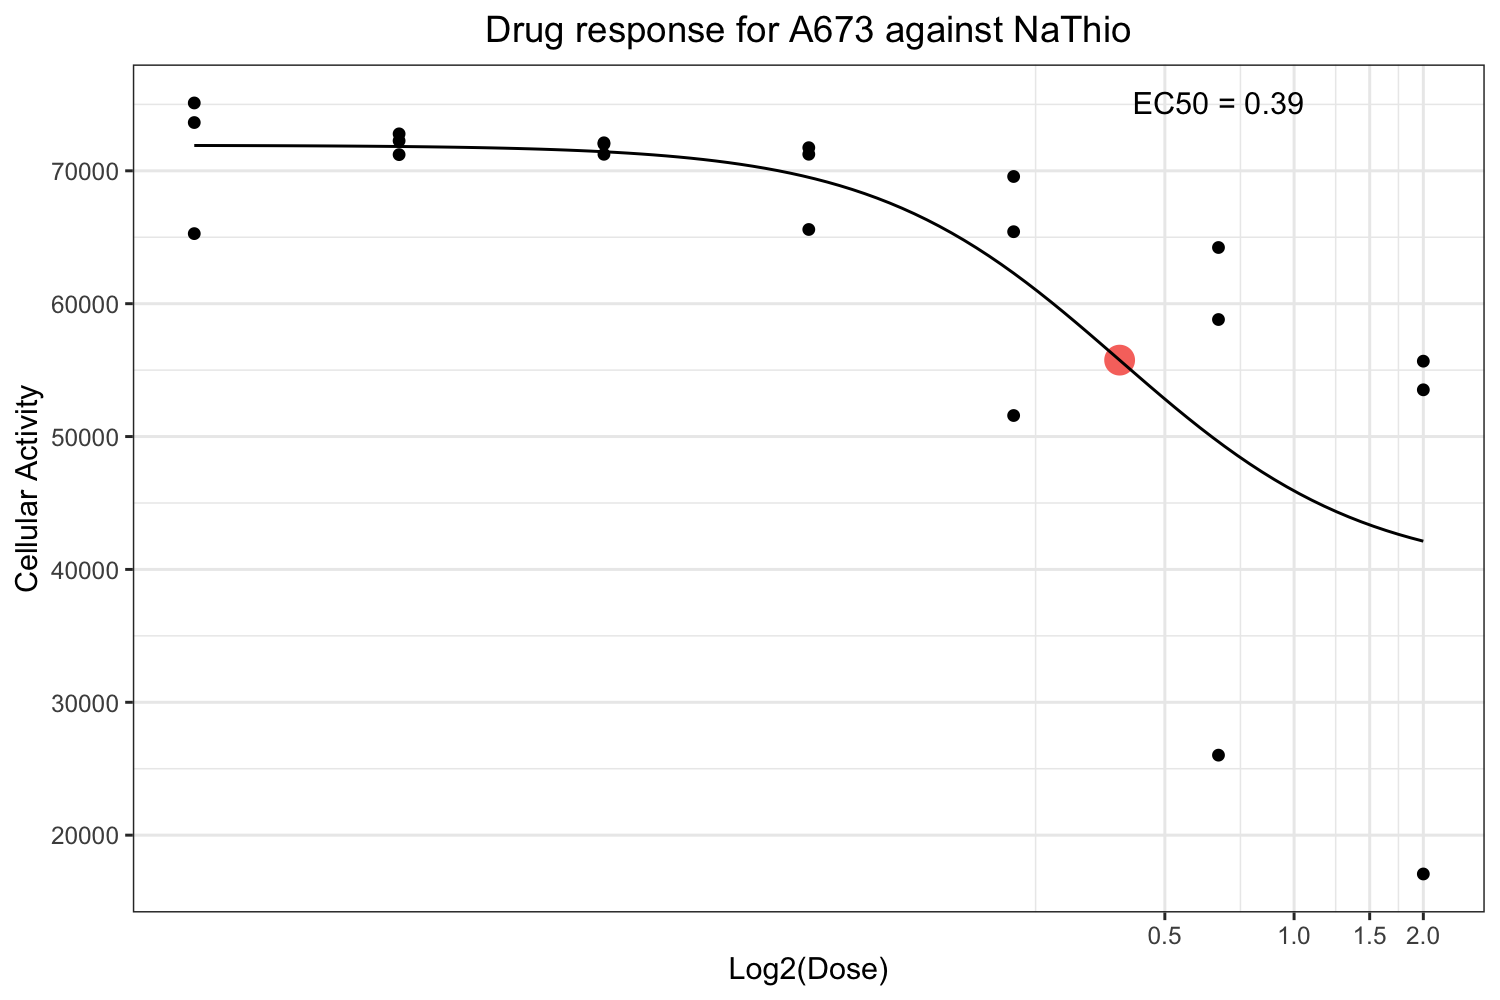 Drug response for A673 against NaThio
EC50 = 0.39
70000
60000
50000
40000
30000
20000
Cellular Activity
0.5 1.0 1.5 2.0
Log2(Dose)